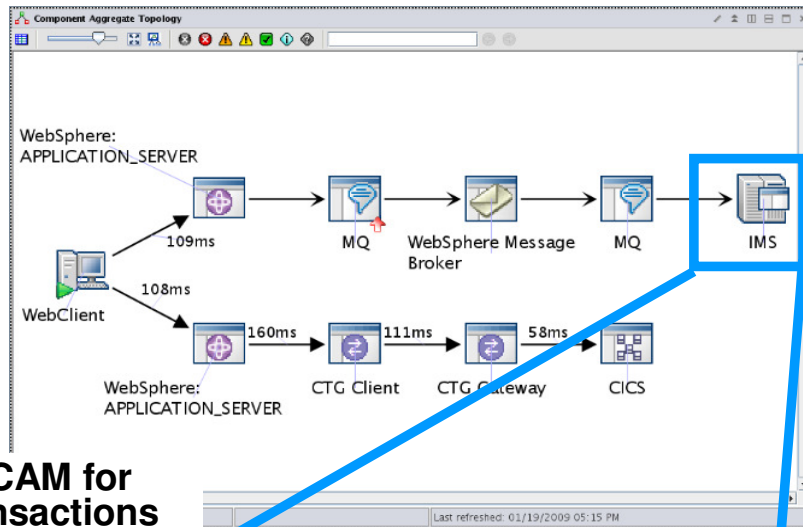 Component Aggregate Topology
WebSphere:
APPLICATION_SERVER
109ms
MQ
WebSphere Message
Broker
MQ
IMS
WebClient
108ms
160ms
111ms
58ms
WebSphere:
APPLICATION_SERVER
CTG Client
CTG Gateway
CICS
CAM for
nsactions
Last refreshed: 01/19/2009 05:15 PM